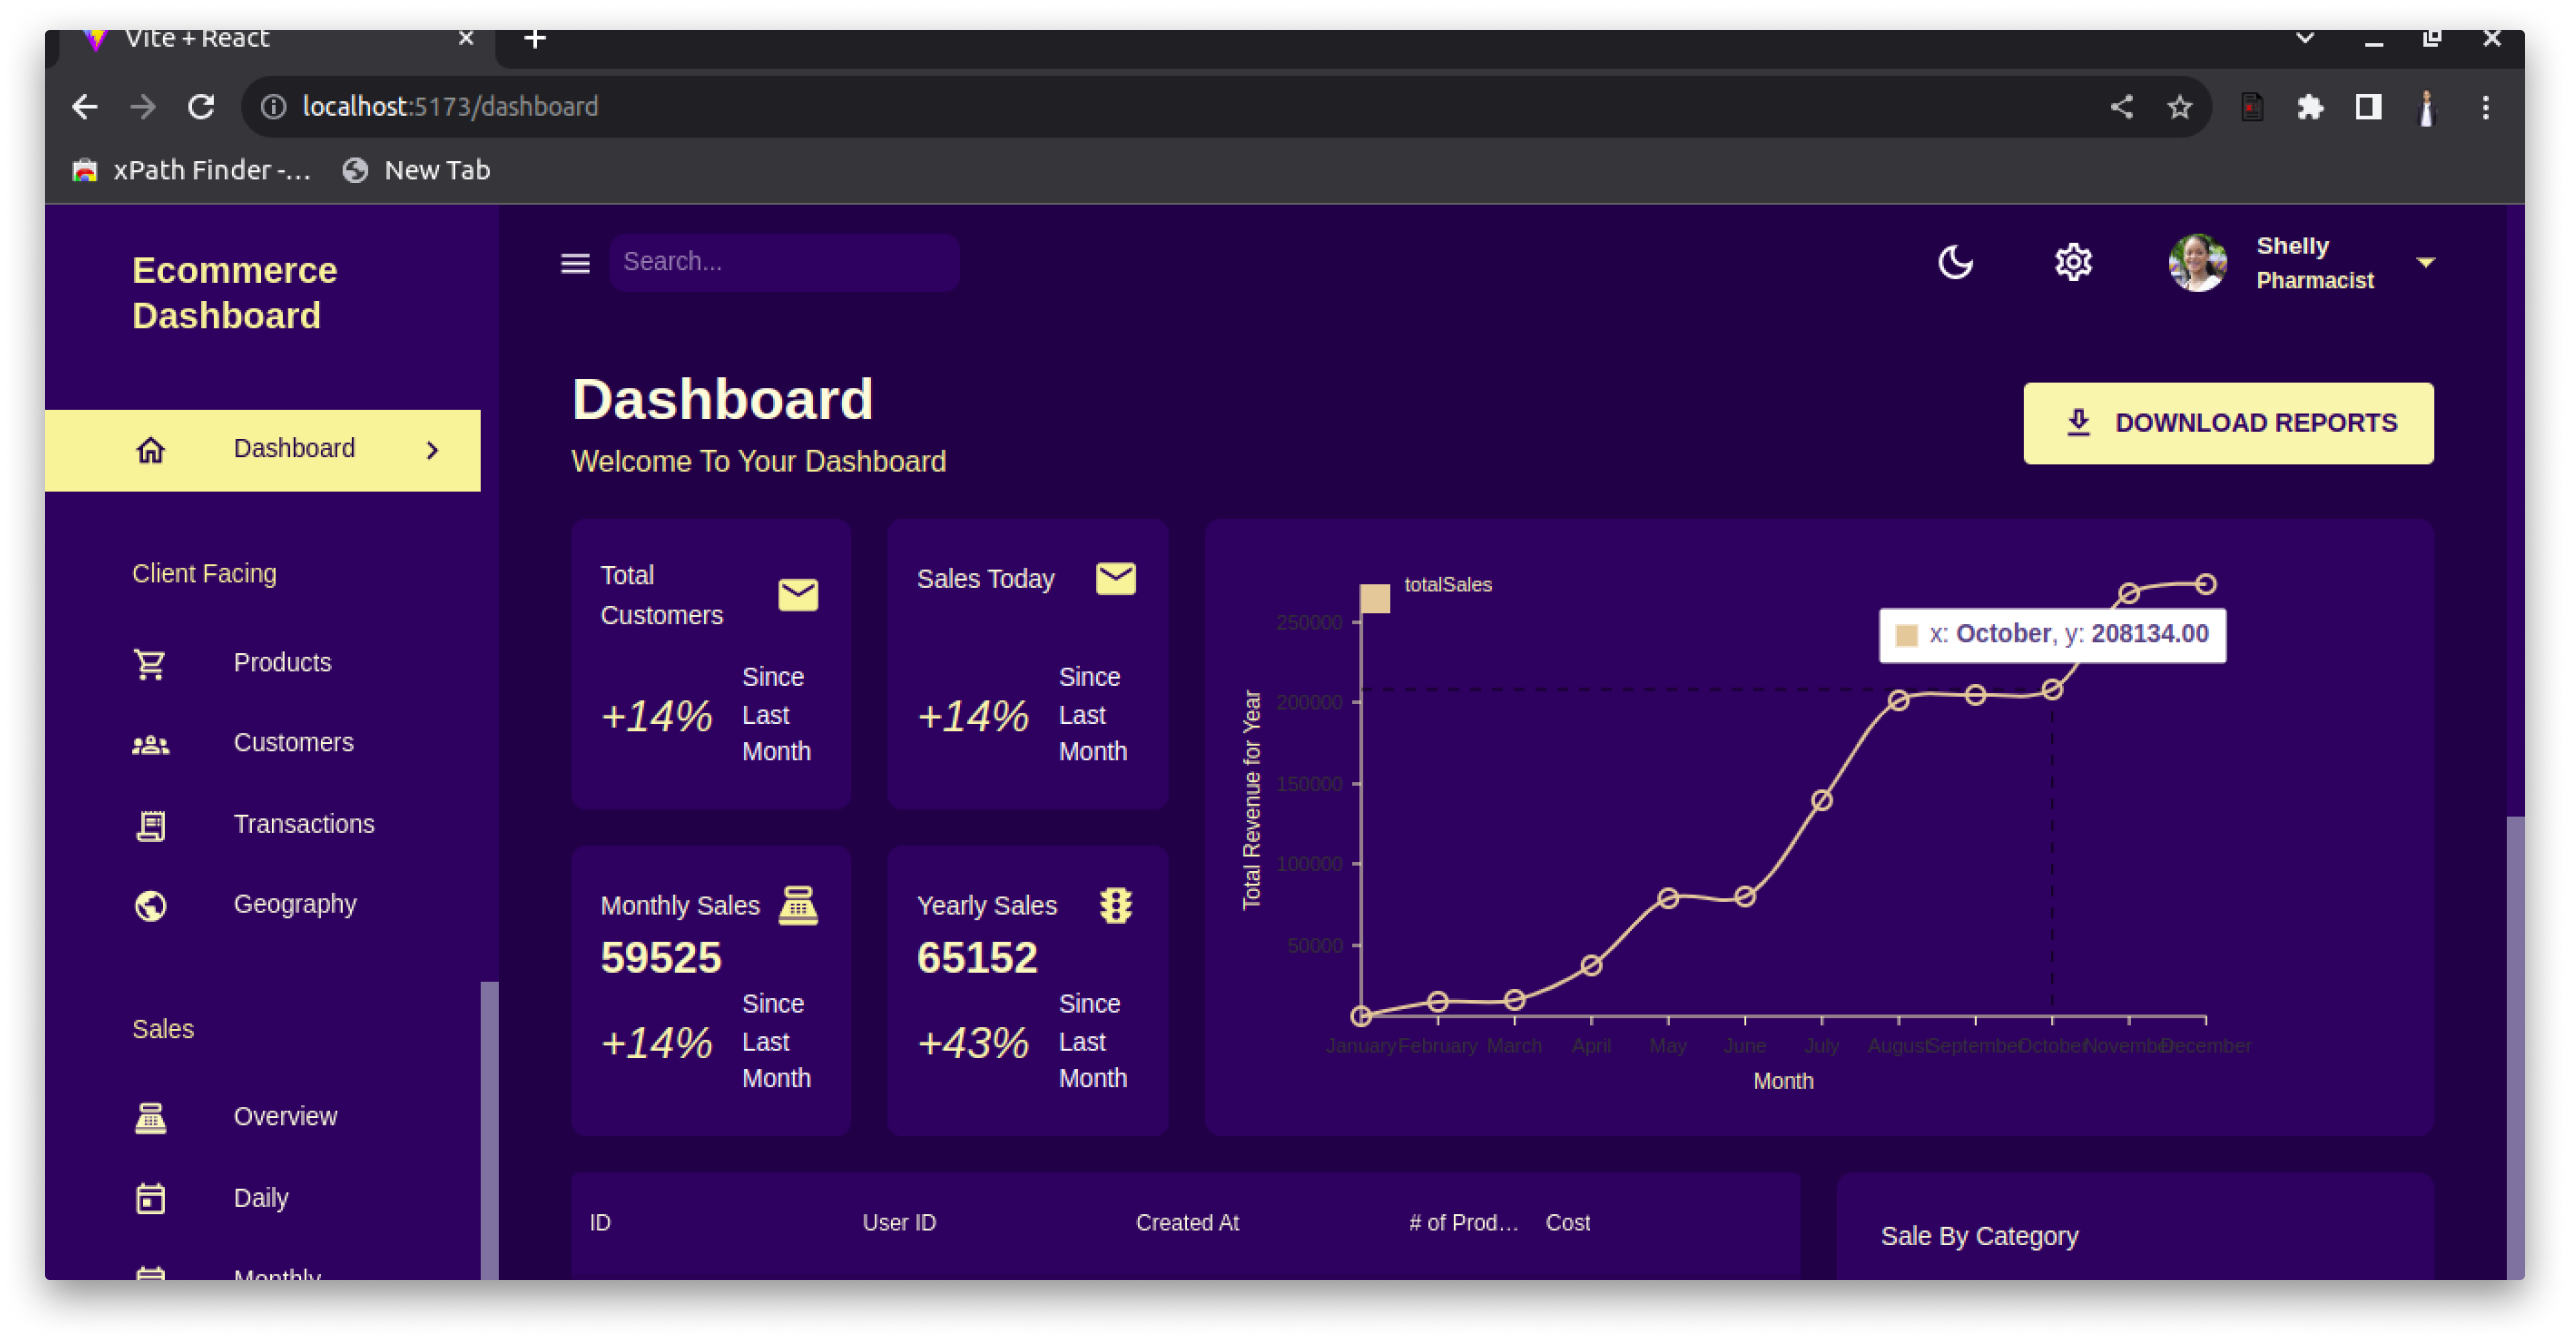 Vite + React
localhost:5173/dashboard
xPath Finder -...
New Tab
Ecommerce
Dashboard
Dashboard
Client Facing
Products
Customers
Transactions
Geography
Sales
Overview
Daily
Monthly
Search...
Shelly
Pharmacist
Dashboard
Welcome To Your Dashboard
DOWNLOAD REPORTS
Total
Customers
+14%
Since
Last
Month
Sales Today
+14%
Since
Last
Month
Monthly Sales
59525
+14%
Since
Last
Month
Yearly Sales
65152
+43%
Since
Last
Month
totalSales
x: October, y: 208134.00
250000
200000
150000
100000
50000
Total Revenue for Year
January February March April May June July August September October November December
Month
ID User ID Created At # of Prod... Cost
Sale By Category